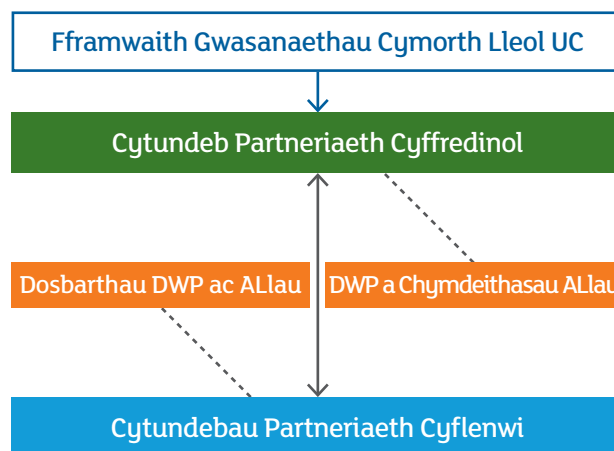 Fframwaith Gwasanaethau Cymorth Lleol UC
Cytundeb Partneriaeth Cyffredinol
Dosbarthau DWP ac ALlau
DWP a Chymdeithasau ALlau
Cytundebau Partneriaeth Cyflenwi